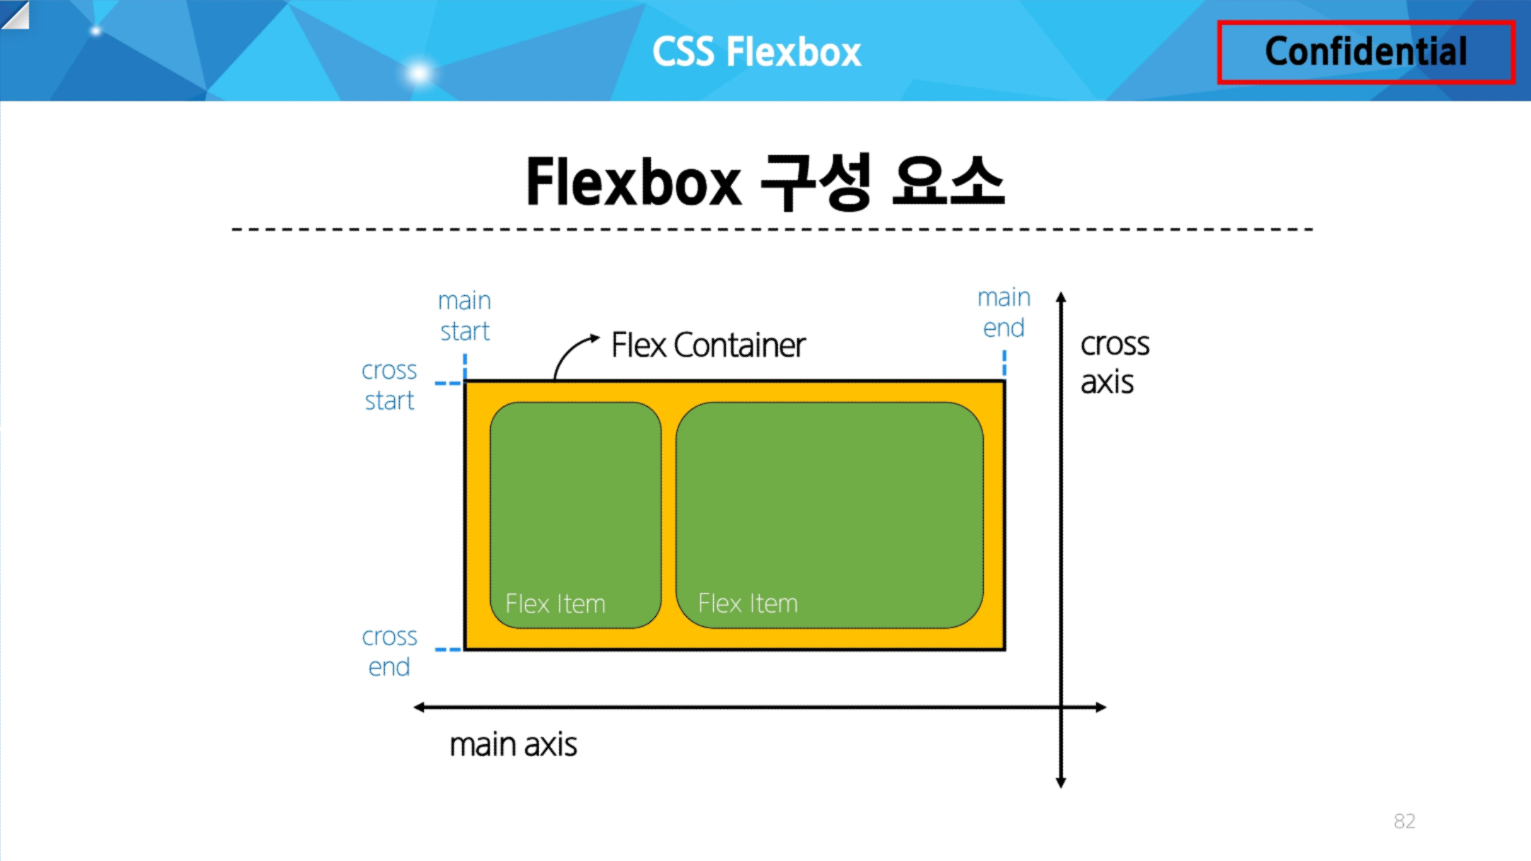 CSS Flexbox
Confidential
Flexbox 구성 요소
main
start
main
end
Flex Container
cross
axis
cross
start
Flex Item
Flex Item
cross
end
main axis
82